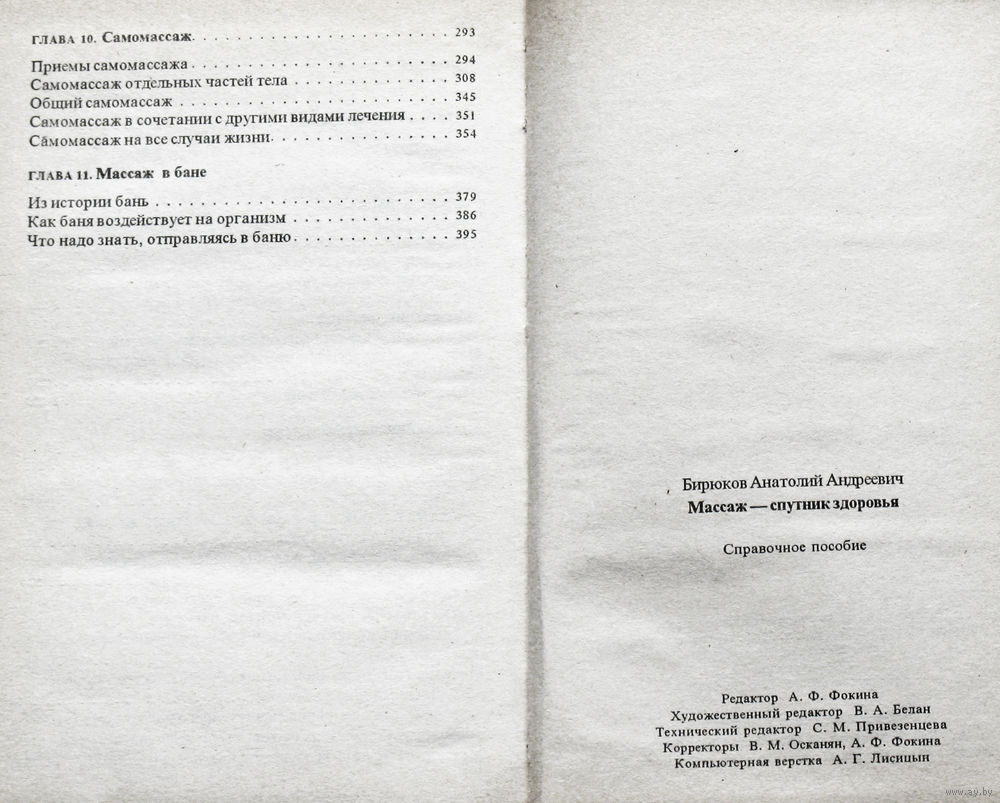 ГЛАВА 10. Самомассаж. . . . . . . . . . . . . . . . . . . . . . . 293
Приемы самомассажа . . . . . . . . . . . . . . . . . . . . . . . 294
Самомассаж отдельных частей тела . . . . . . . . . . . . . . 308
Общий самомассаж . . . . . . . . . . . . . . . . . . . . . . . . 345
Самомассаж в сочетании с другими видами лечения . . . . 351
Самомассаж на все случаи жизни. . . . . . . . . . . . . . . . 354
ГЛАВА 11. Массаж в бане
Из истории бань . . . . . . . . . . . . . . . . . . . . . . . . . . 379
Как баня воздействует на организм . . . . . . . . . . . . . . 386
Что надо знать, отправляясь в баню. . . . . . . . . . . . . . 395
Бирюков Анатолий Андреевич
Массаж — спутник здоровья
Справочное пособие
Редактор А. Ф. Фокина
Художественный редактор В. А. Белан
Технический редактор С. М. Привезенцева
Корректоры В. М. Осканян, А. Ф. Фокина
Компьютерная верстка А. Г. Лисицын
www.ay.by